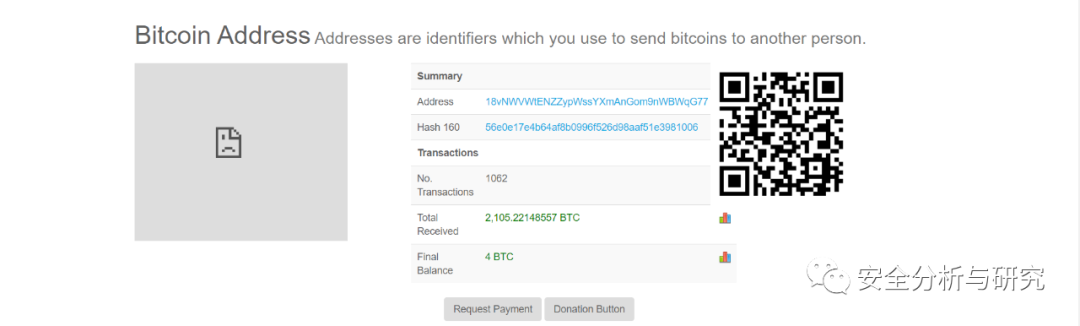 Bitcoin Address Addresses are identifiers which you use to send bitcoins to another person.
Summary
Address 18vNWVWtENZZypWssYXmAnGom9nWBWqG77
Hash 160 56e0e17e4b64af8b0996f526d98aaf51e3981006
Transactions
No. Transactions 1062
Total Received 2,105.22148557 BTC
Final Balance 4 BTC
Request Payment Donation Button
安全分析与研究